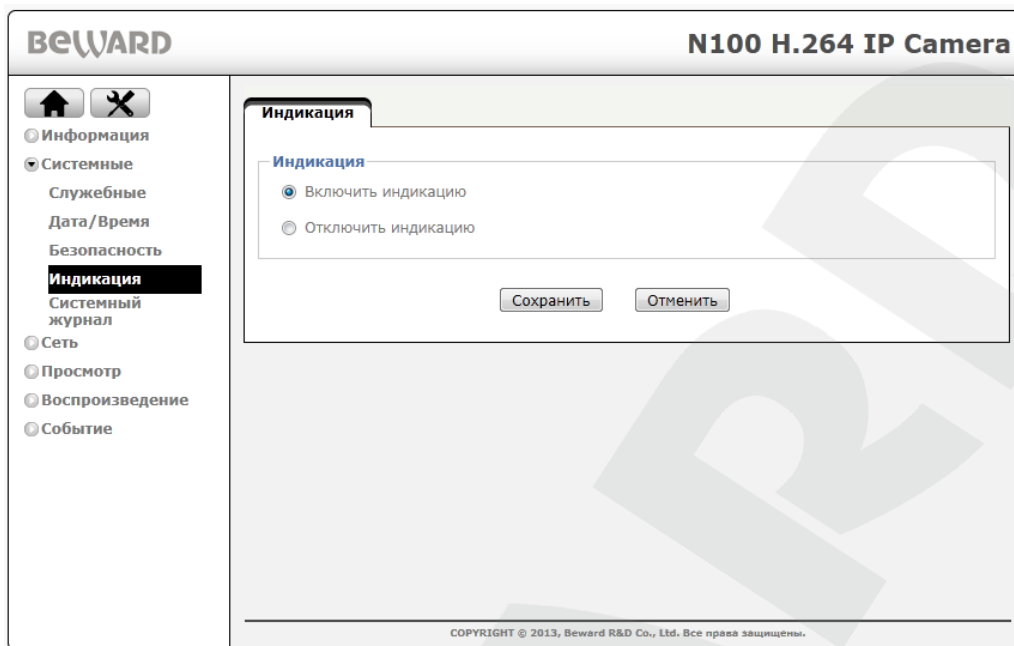 BEWARD
N100 H.264 IP Camera
Информация
Системные
Служебные
Дата/Время
Безопасность
Индикация
Системный
журнал
Сеть
Просмотр
Воспроизведение
Событие
Индикация
Индикация
Включить индикацию
Отключить индикацию
Сохранить
Отменить
COPYRIGHT © 2013, Beward R&D Co., Ltd. Все права защищены.